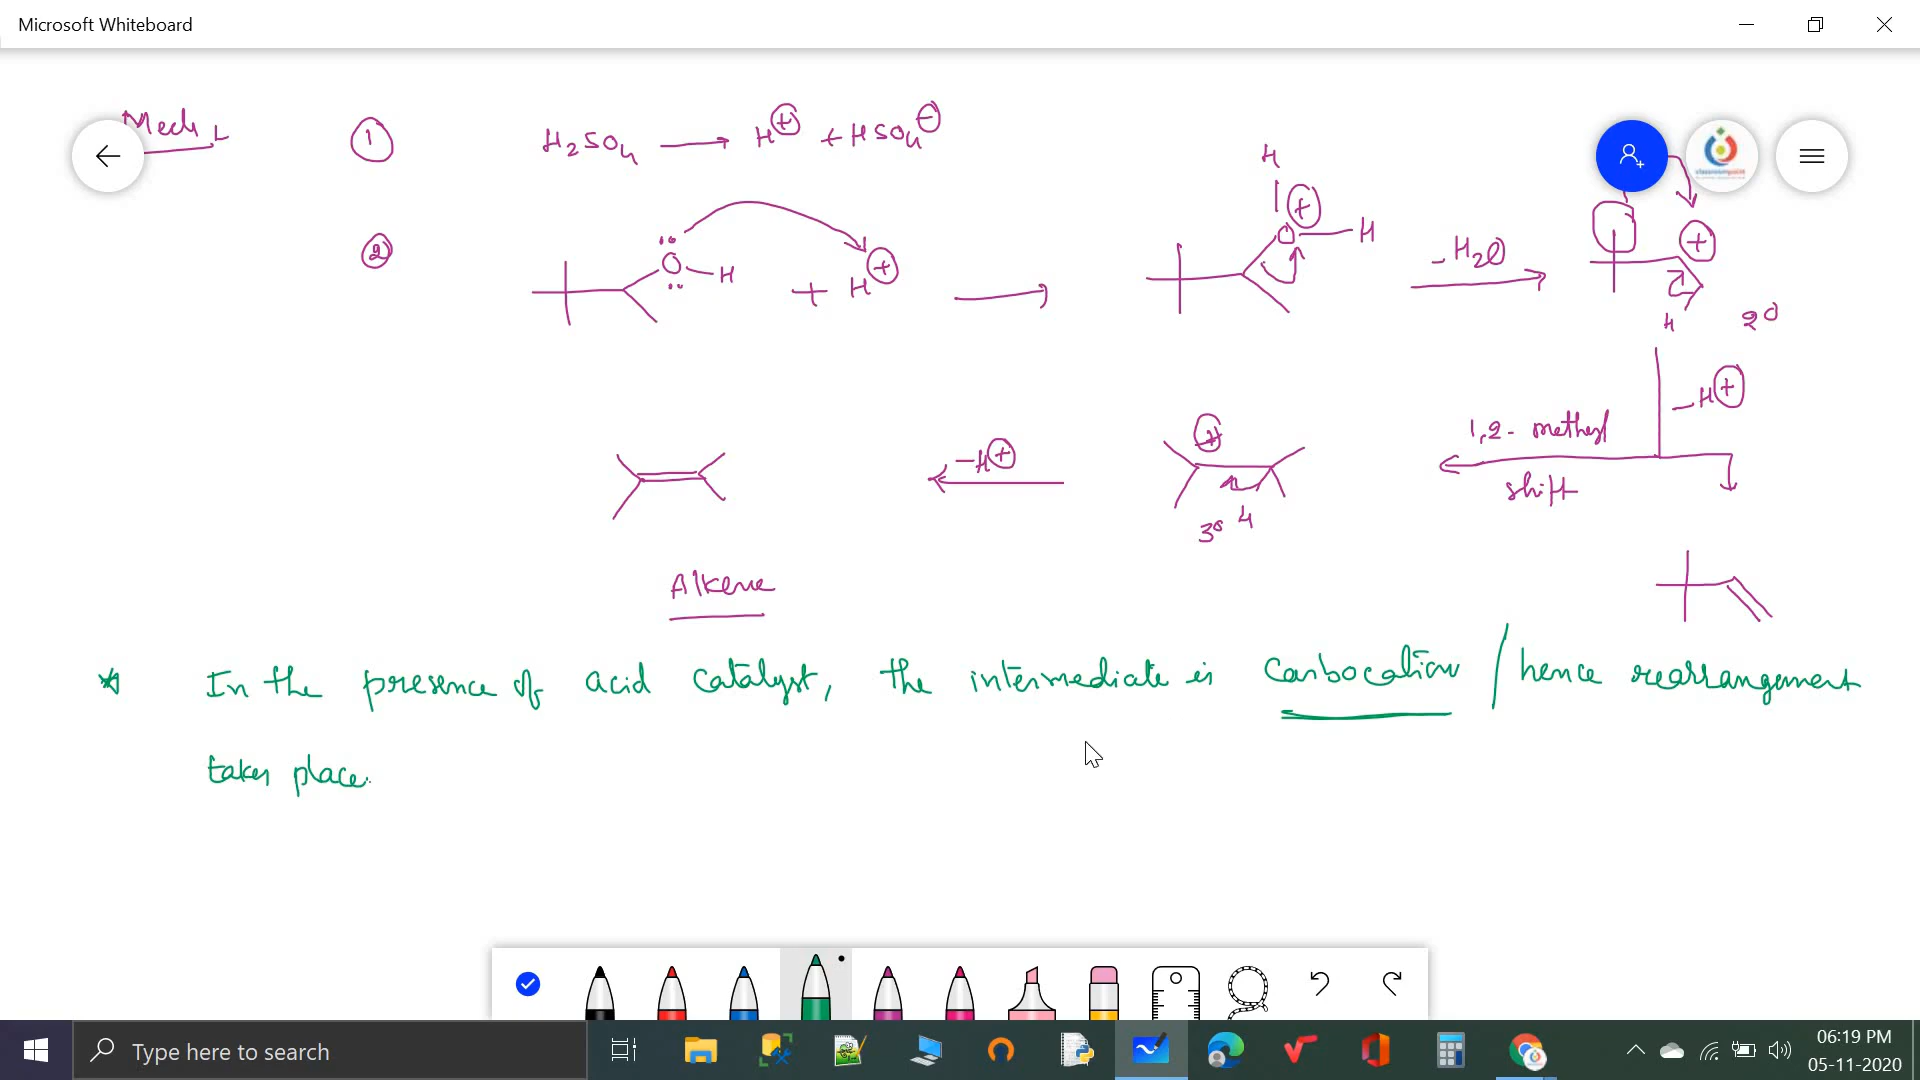 Microsoft Whiteboard
Mech
① H₂SO₄ ⟶ H⊕ + HSO₄⊖
② O H + H⊕ ⟶ H O⊕ H -H₂O ⊕ H 2°
-H⊕
1,2- methyl
shift
⊕ 3° H
-H⊕
Alkene
* In the presence of acid catalyst, the intermediate is Carbocation / hence rearrangement
takes place.
Type here to search
06:19 PM
05-11-2020